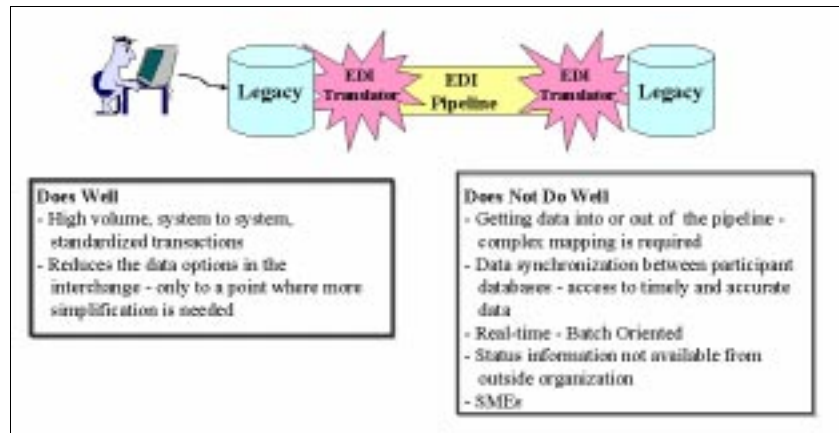 Legacy
EDI
Translator
EDI
Pipeline
EDI
Translator
Legacy
Does Well
- High volume, system to system,
standardized transactions
- Reduces the data options in the
interchange - only to a point where more
simplification is needed
Does Not Do Well
- Getting data into or out of the pipeline -
complex mapping is required
- Data synchronization between participant
databases - access to timely and accurate
data
- Real-time - Batch Oriented
- Status information not available from
outside organization
- SMEs